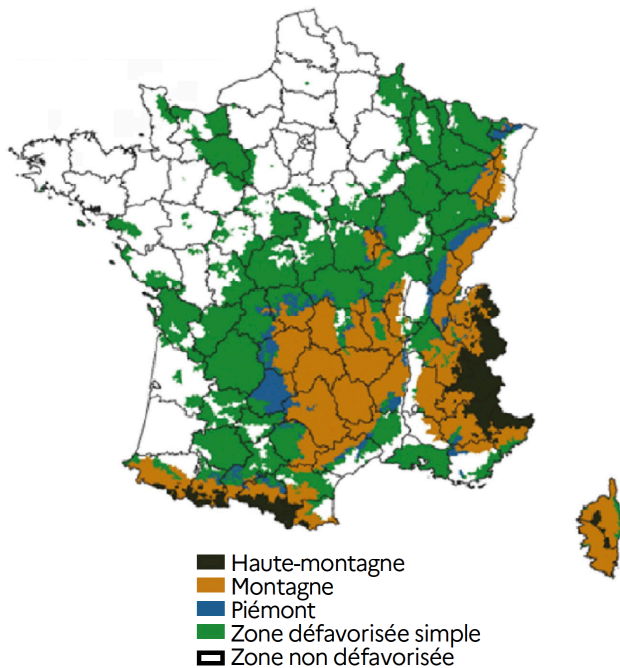 Haute-montagne
Montagne
Piémont
Zone défavorisée simple
Zone non défavorisée